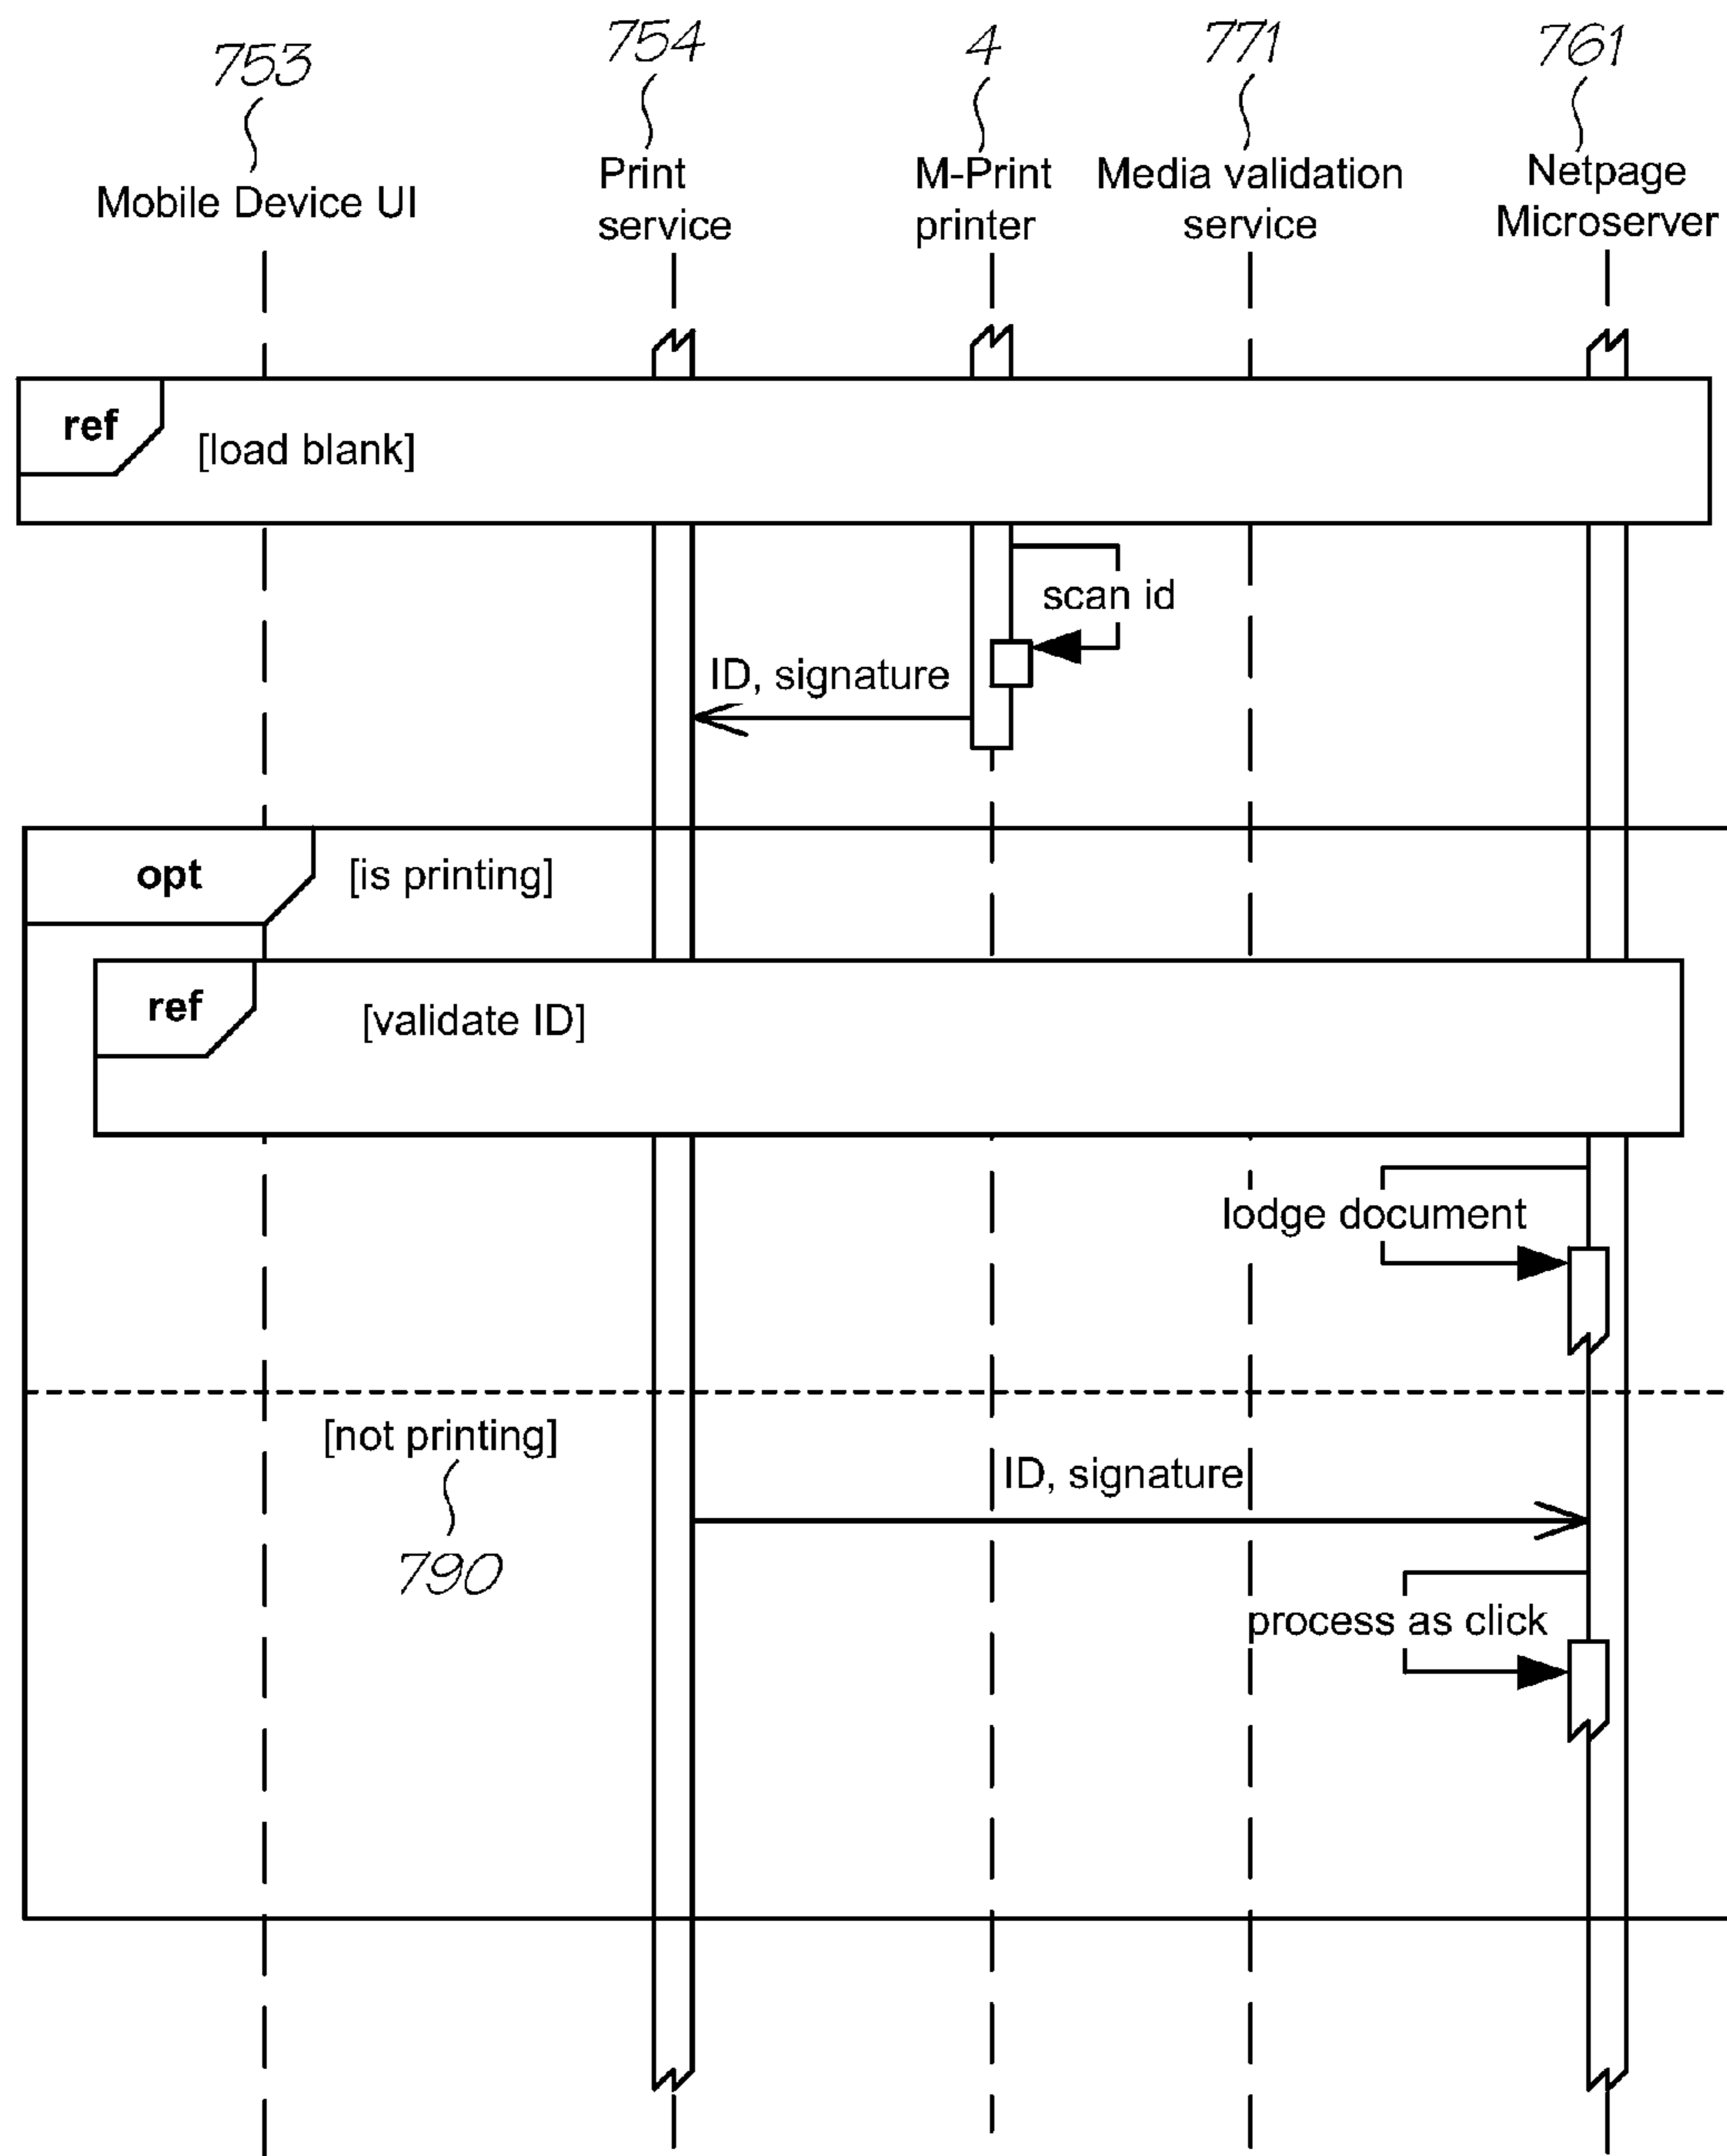 753
754
4
771
761
Mobile Device UI
Print
service
M-Print
printer
Media validation
service
Netpage
Microserver
ref
[load blank]
scan id
ID, signature
opt
[is printing]
ref
[validate ID]
lodge document
[not printing]
ID, signature
790
process as click